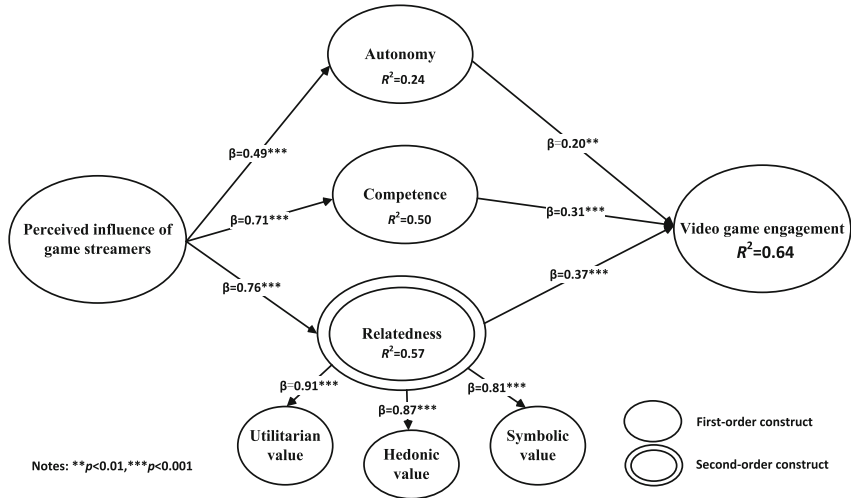 Autonomy
R²=0.24
β=0.49***
β=0.20**
Competence
R²=0.50
β=0.71***
β=0.31***
Perceived influence of
game streamers
Video game engagement
R²=0.64
β=0.76***
β=0.37***
Relatedness
R²=0.57
β=0.91***
β=0.87***
β=0.81***
Utilitarian
value
Hedonic
value
Symbolic
value
First-order construct
Second-order construct
Notes: **p<0.01,***p<0.001